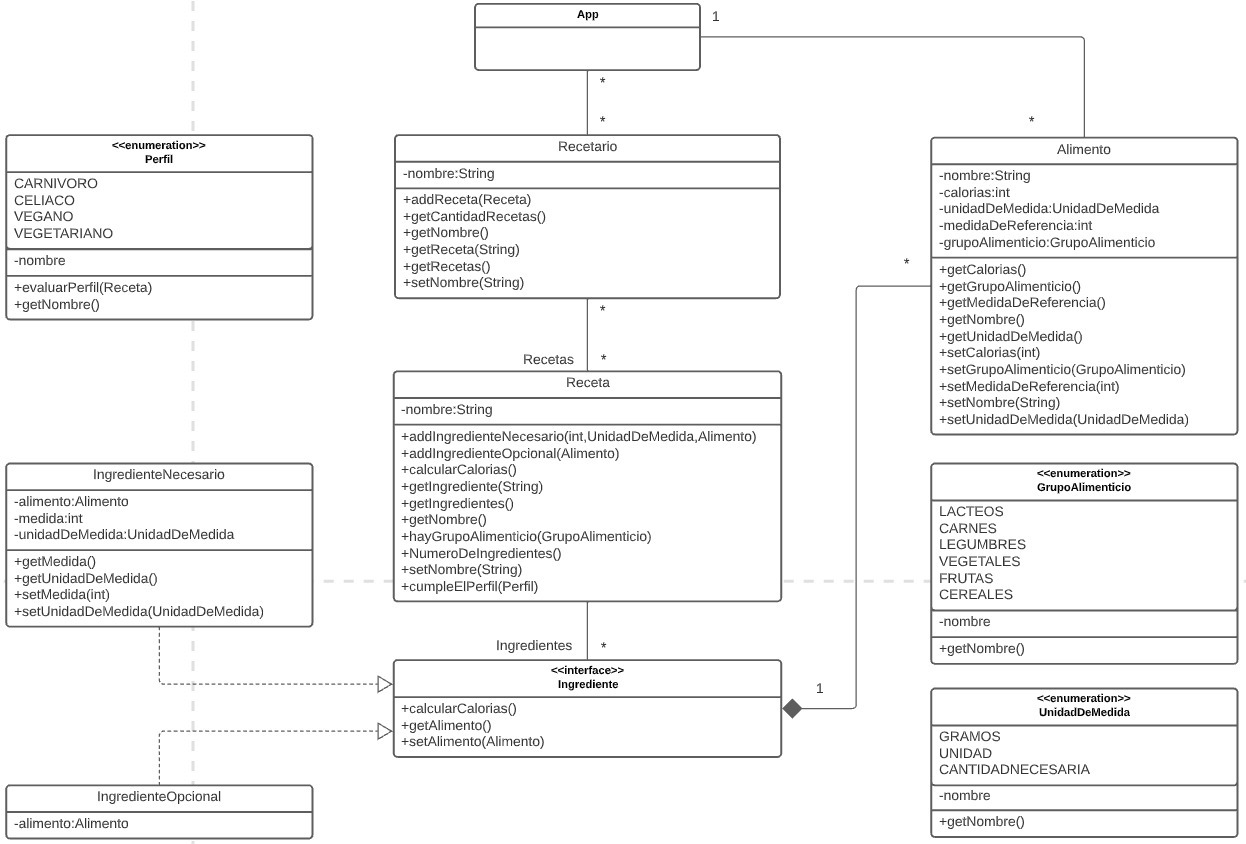 App
1
*
*
*
<<enumeration>>
Perfil
CARNIVORO
CELIACO
VEGANO
VEGETARIANO
-nombre
+evaluarPerfil(Receta)
+getNombre()
Recetario
-nombre:String
+addReceta(Receta)
+getCantidadRecetas()
+getNombre()
+getReceta(String)
+getRecetas()
+setNombre(String)
Alimento
-nombre:String
-calorias:int
-unidadDeMedida:UnidadDeMedida
-medidaDeReferencia:int
-grupoAlimenticio:GrupoAlimenticio
+getCalorias()
+getGrupoAlimenticio()
+getMedidaDeReferencia()
+getNombre()
+getUnidadDeMedida()
+setCalorias(int)
+setGrupoAlimenticio(GrupoAlimenticio)
+setMedidaDeReferencia(int)
+setNombre(String)
+setUnidadDeMedida(UnidadDeMedida)
*
*
Recetas
*
Receta
-nombre:String
+addIngredienteNecesario(int,UnidadDeMedida,Alimento)
+addIngredienteOpcional(Alimento)
+calcularCalorias()
+getIngrediente(String)
+getIngredientes()
+getNombre()
+hayGrupoAlimenticio(GrupoAlimenticio)
+NumeroDeIngredientes()
+setNombre(String)
+cumpleElPerfil(Perfil)
IngredienteNecesario
-alimento:Alimento
-medida:int
-unidadDeMedida:UnidadDeMedida
+getMedida()
+getUnidadDeMedida()
+setMedida(int)
+setUnidadDeMedida(UnidadDeMedida)
<<enumeration>>
GrupoAlimenticio
LACTEOS
CARNES
LEGUMBRES
VEGETALES
FRUTAS
CEREALES
-nombre
+getNombre()
Ingredientes
*
<<interface>>
Ingrediente
+calcularCalorias()
+getAlimento()
+setAlimento(Alimento)
1
<<enumeration>>
UnidadDeMedida
GRAMOS
UNIDAD
CANTIDADNECESARIA
-nombre
+getNombre()
IngredienteOpcional
-alimento:Alimento